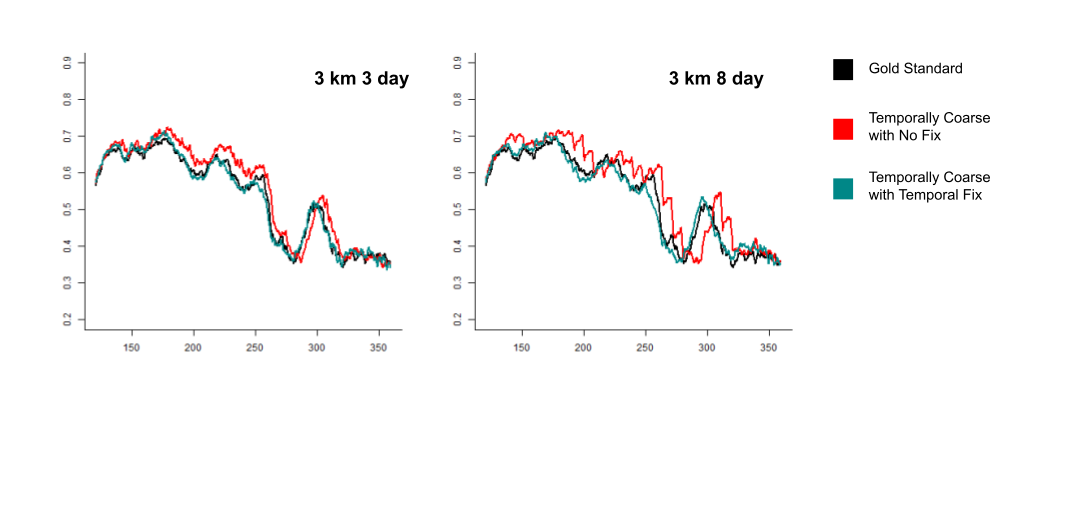 3 km 3 day
0.9
0.8
0.7
0.6
0.5
0.4
0.3
0.2
150 200 250 300 350
3 km 8 day
0.9
0.8
0.7
0.6
0.5
0.4
0.3
0.2
150 200 250 300 350
Gold Standard
Temporally Coarse
with No Fix
Temporally Coarse
with Temporal Fix